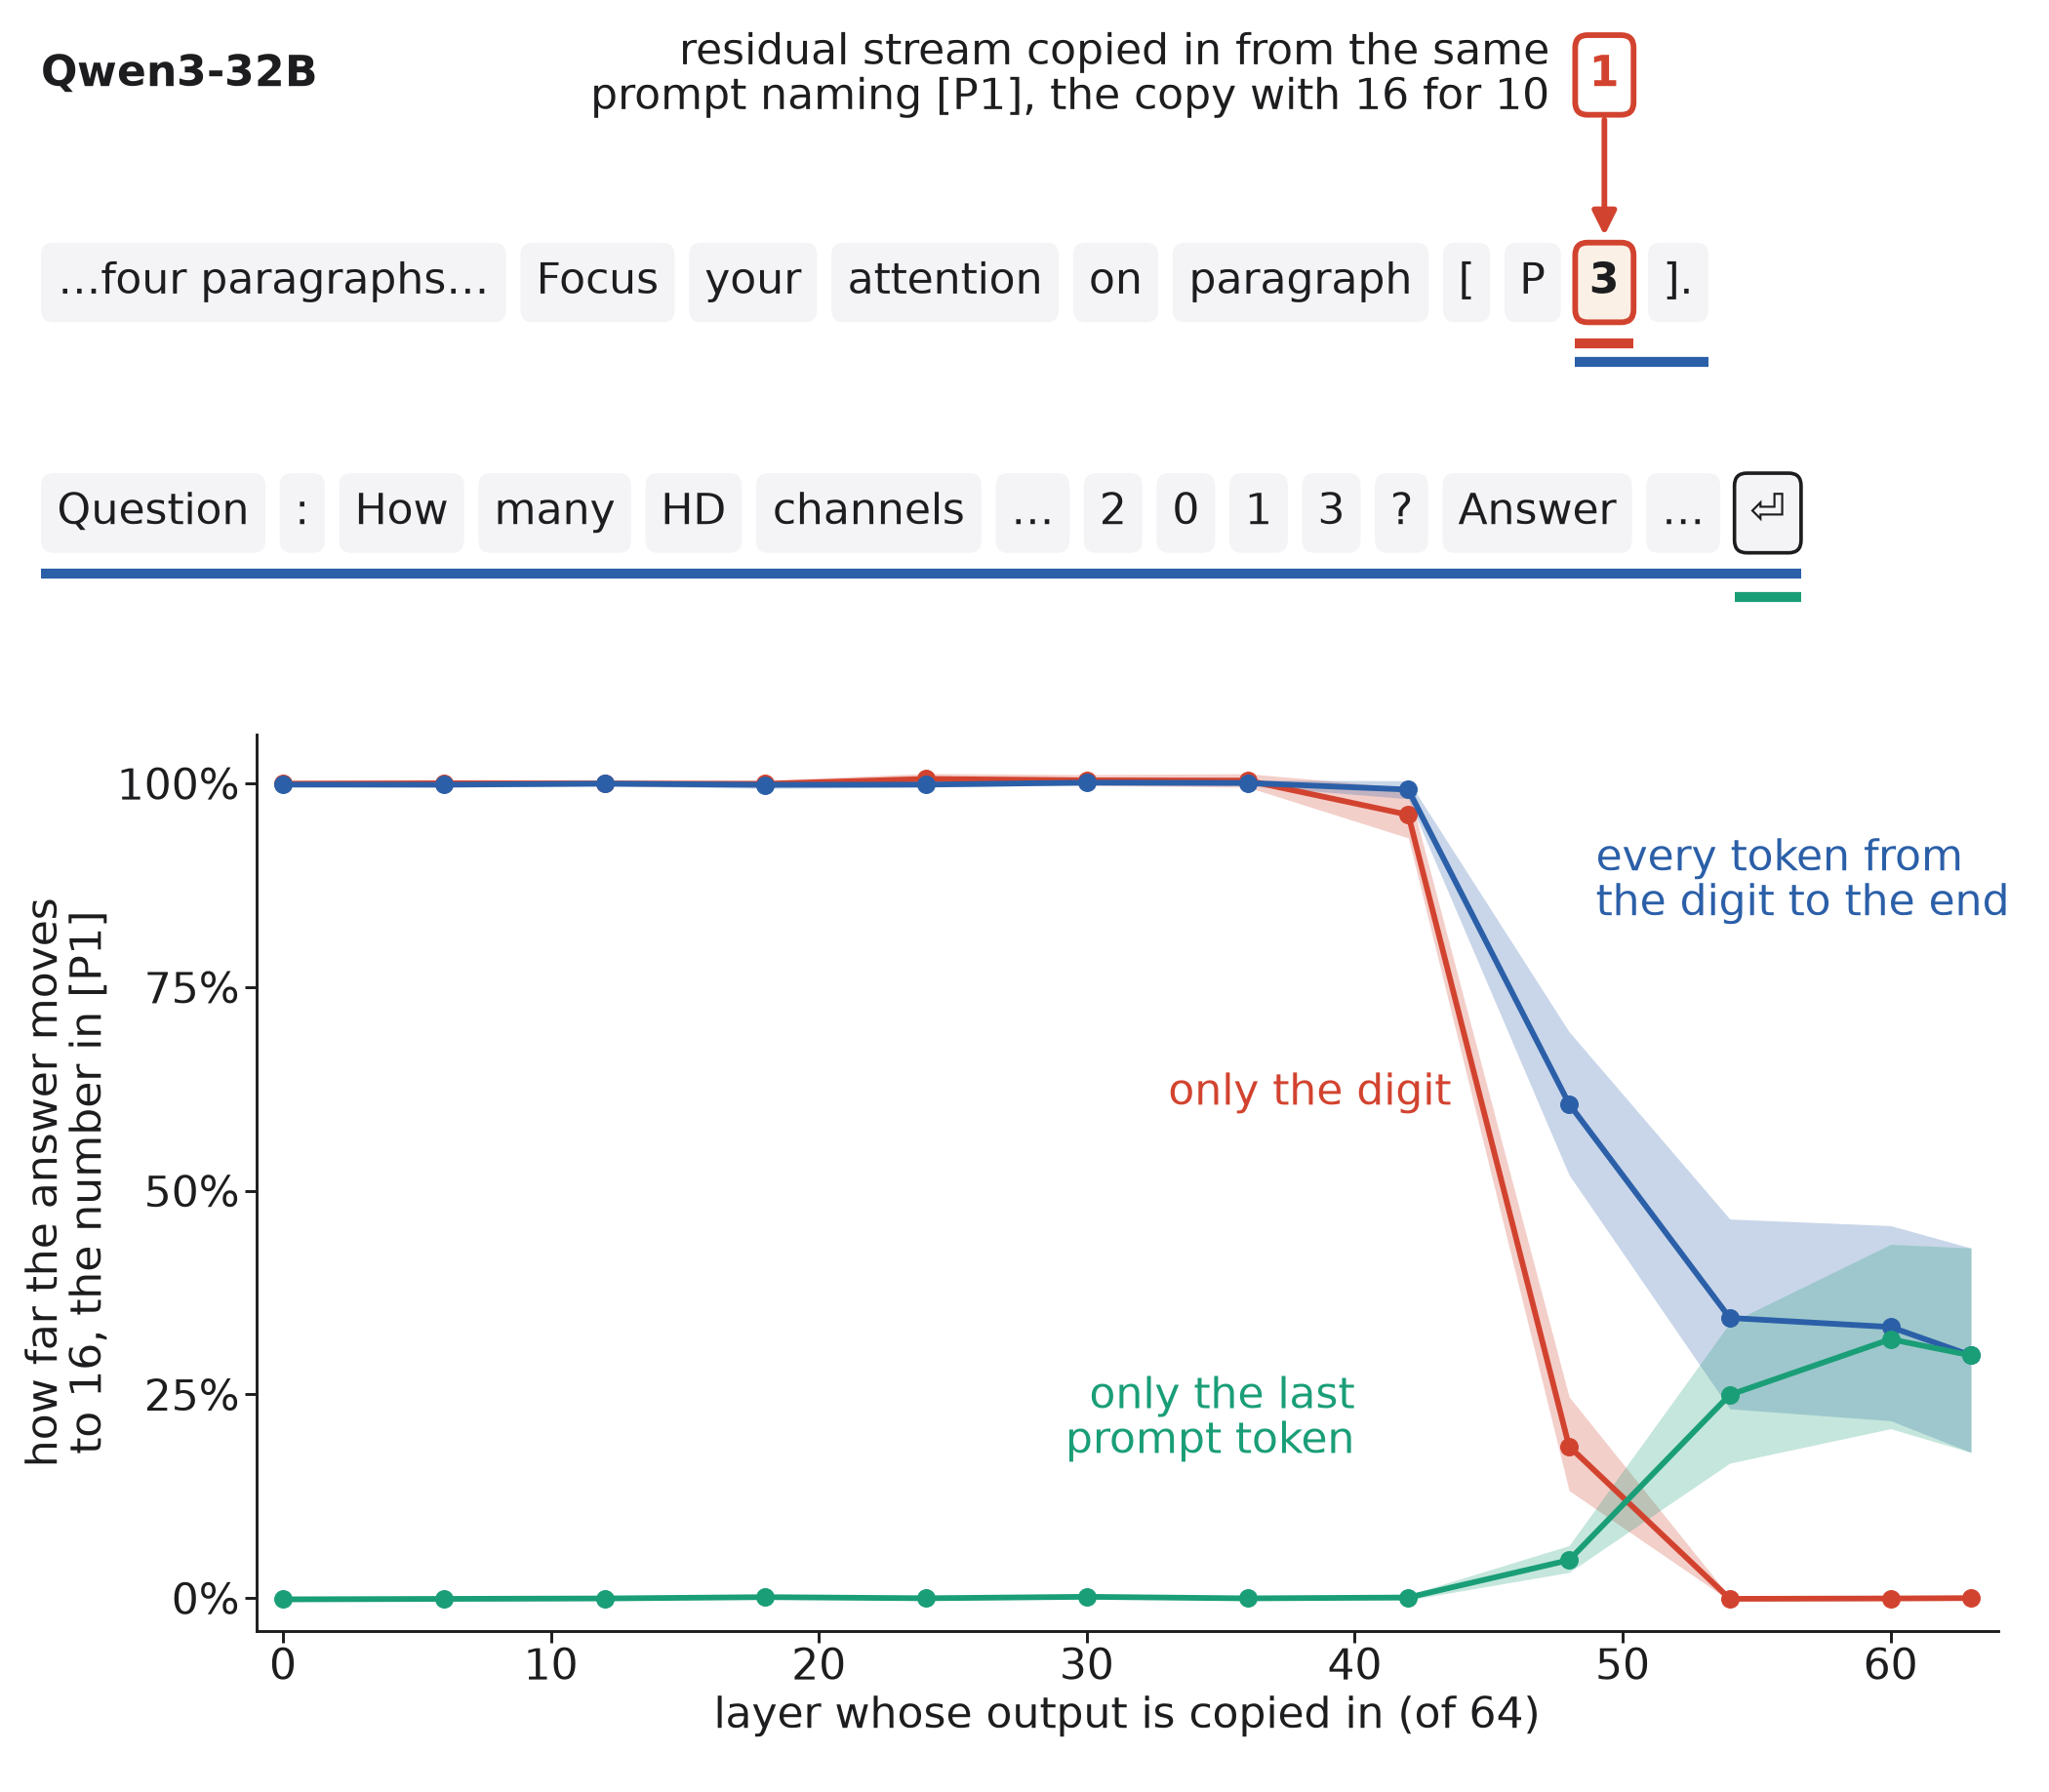 Qwen3-32B
residual stream copied in from the same
prompt naming [P1], the copy with 16 for 10
1
...four paragraphs... Focus your attention on paragraph [ P 3 ].
Question : How many HD channels ... 2 0 1 3 ? Answer ... ⏎
how far the answer moves
to 16, the number in [P1]
100%
75%
50%
25%
0%
every token from
the digit to the end
only the digit
only the last
prompt token
0 10 20 30 40 50 60
layer whose output is copied in (of 64)